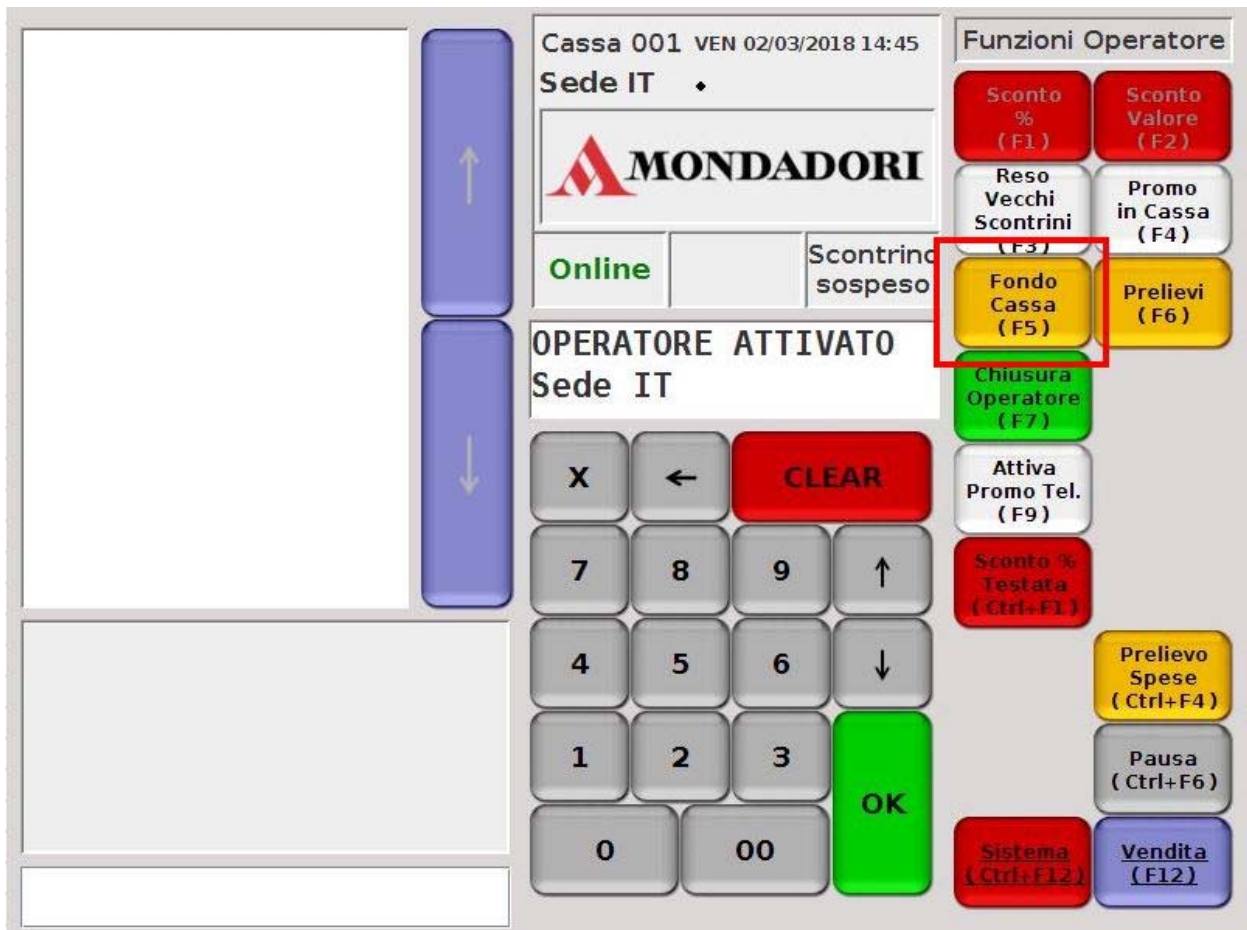 Cassa 001 VEN 02/03/2018 14:45
Sede IT
MONDADORI
Online
Scontrino
sospeso
OPERATORE ATTIVATO
Sede IT
X ← CLEAR
7 8 9 ↑
4 5 6 ↓
1 2 3
OK
0 00
↑
↓
Funzioni Operatore
Sconto
%
(F1)
Sconto
Valore
(F2)
Reso
Vecchi
Scontrini
(F3)
Promo
in Cassa
(F4)
Fondo
Cassa
(F5)
Prelievi
(F6)
Chiusura
Operatore
(F7)
Attiva
Promo Tel.
(F9)
Sconto %
Testata
(Ctrl+F1)
Prelievo
Spese
(Ctrl+F4)
Pausa
(Ctrl+F6)
Sistema
(Ctrl+F12)
Vendita
(F12)